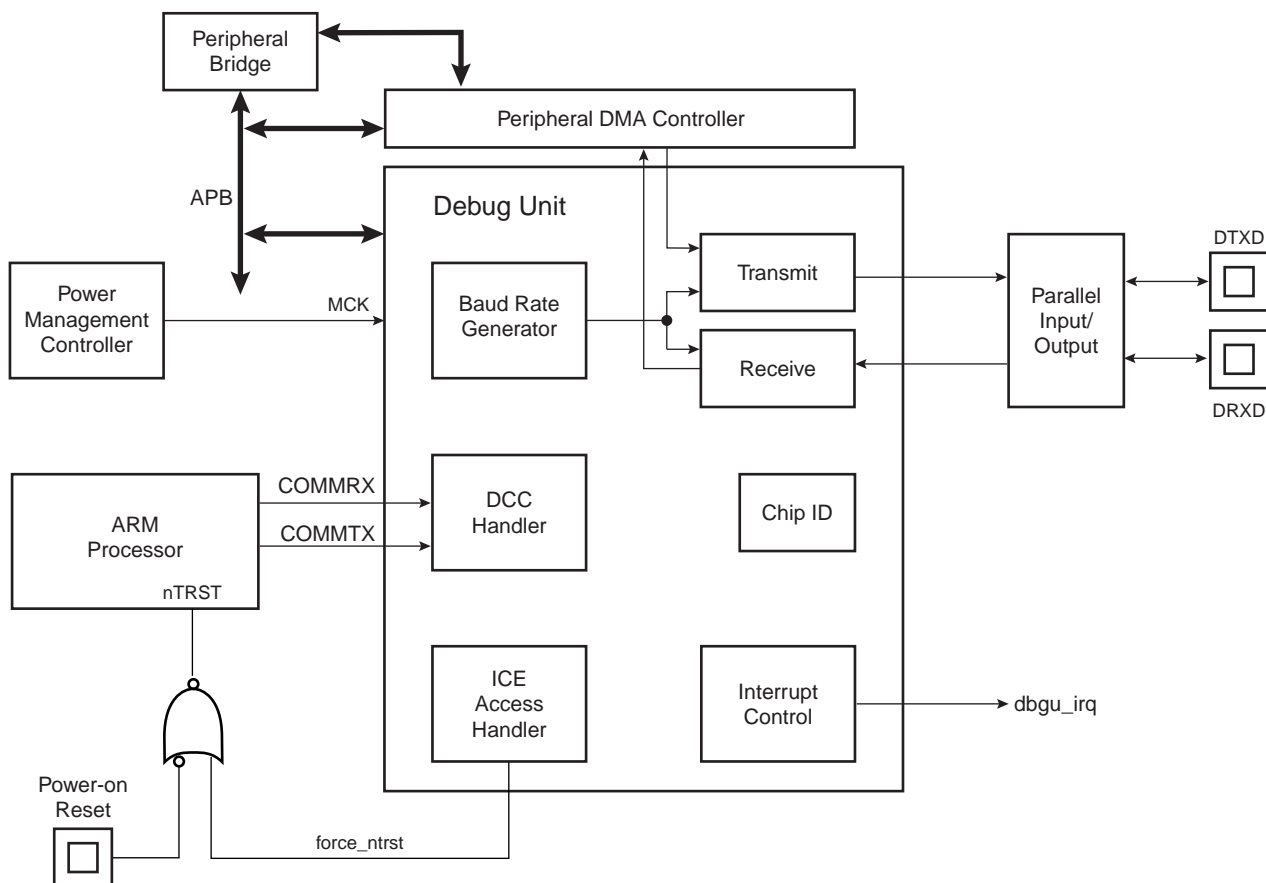 Peripheral
Bridge
Peripheral DMA Controller
APB
Debug Unit
DTXD
Transmit
Power
Management
Controller
MCK
Baud Rate
Generator
Parallel
Input/
Output
Receive
DRXD
COMMRX
ARM
Processor
COMMTX
DCC
Handler
Chip ID
nTRST
ICE
Access
Handler
Interrupt
Control
dbgu_irq
Power-on
Reset
force_ntrst